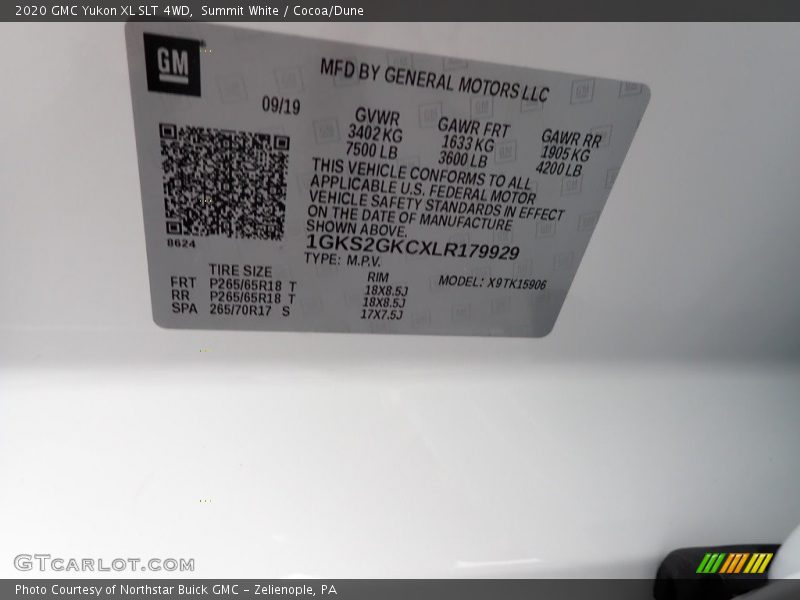 2020 GMC Yukon XL SLT 4WD,  Summit White / Cocoa/Dune
GM
MFD BY GENERAL MOTORS LLC
09/19
GVWR GAWR FRT GAWR RR
3402 KG 1633 KG 1905 KG
7500 LB 3600 LB 4200 LB
THIS VEHICLE CONFORMS TO ALL
APPLICABLE U.S. FEDERAL MOTOR
VEHICLE SAFETY STANDARDS IN EFFECT
ON THE DATE OF MANUFACTURE
SHOWN ABOVE.
8624
1GKS2GKCXLR179929
TYPE: M.P.V. MODEL: X9TK15906
TIRE SIZE RIM
FRT P265/65R18 T 18X8.5J
RR P265/65R18 T 18X8.5J
SPA 265/70R17 S 17X7.5J
GTcarlot.com
Photo Courtesy of Northstar Buick GMC – Zelienople, PA